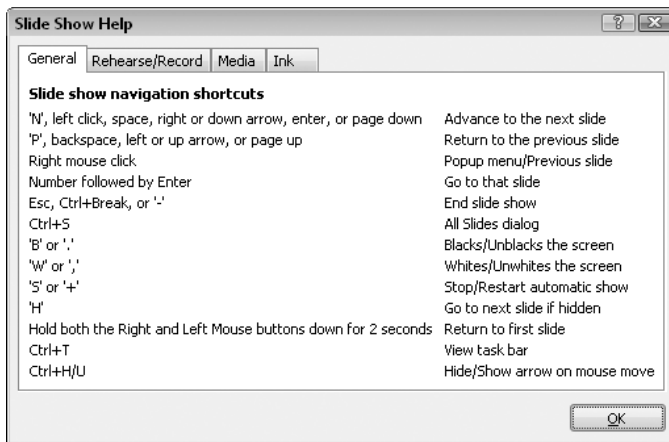 Slide Show Help
General Rehearse/Record Media Ink
Slide show navigation shortcuts
'N', left click, space, right or down arrow, enter, or page down Advance to the next slide
'P', backspace, left or up arrow, or page up Return to the previous slide
Right mouse click Popup menu/Previous slide
Number followed by Enter Go to that slide
Esc, Ctrl+Break, or '-' End slide show
Ctrl+S All Slides dialog
'B' or '.' Blacks/Unblacks the screen
'W' or ',' Whites/Unwhites the screen
'S' or '+' Stop/Restart automatic show
'H' Go to next slide if hidden
Hold both the Right and Left Mouse buttons down for 2 seconds Return to first slide
Ctrl+T View task bar
Ctrl+H/U Hide/Show arrow on mouse move
OK